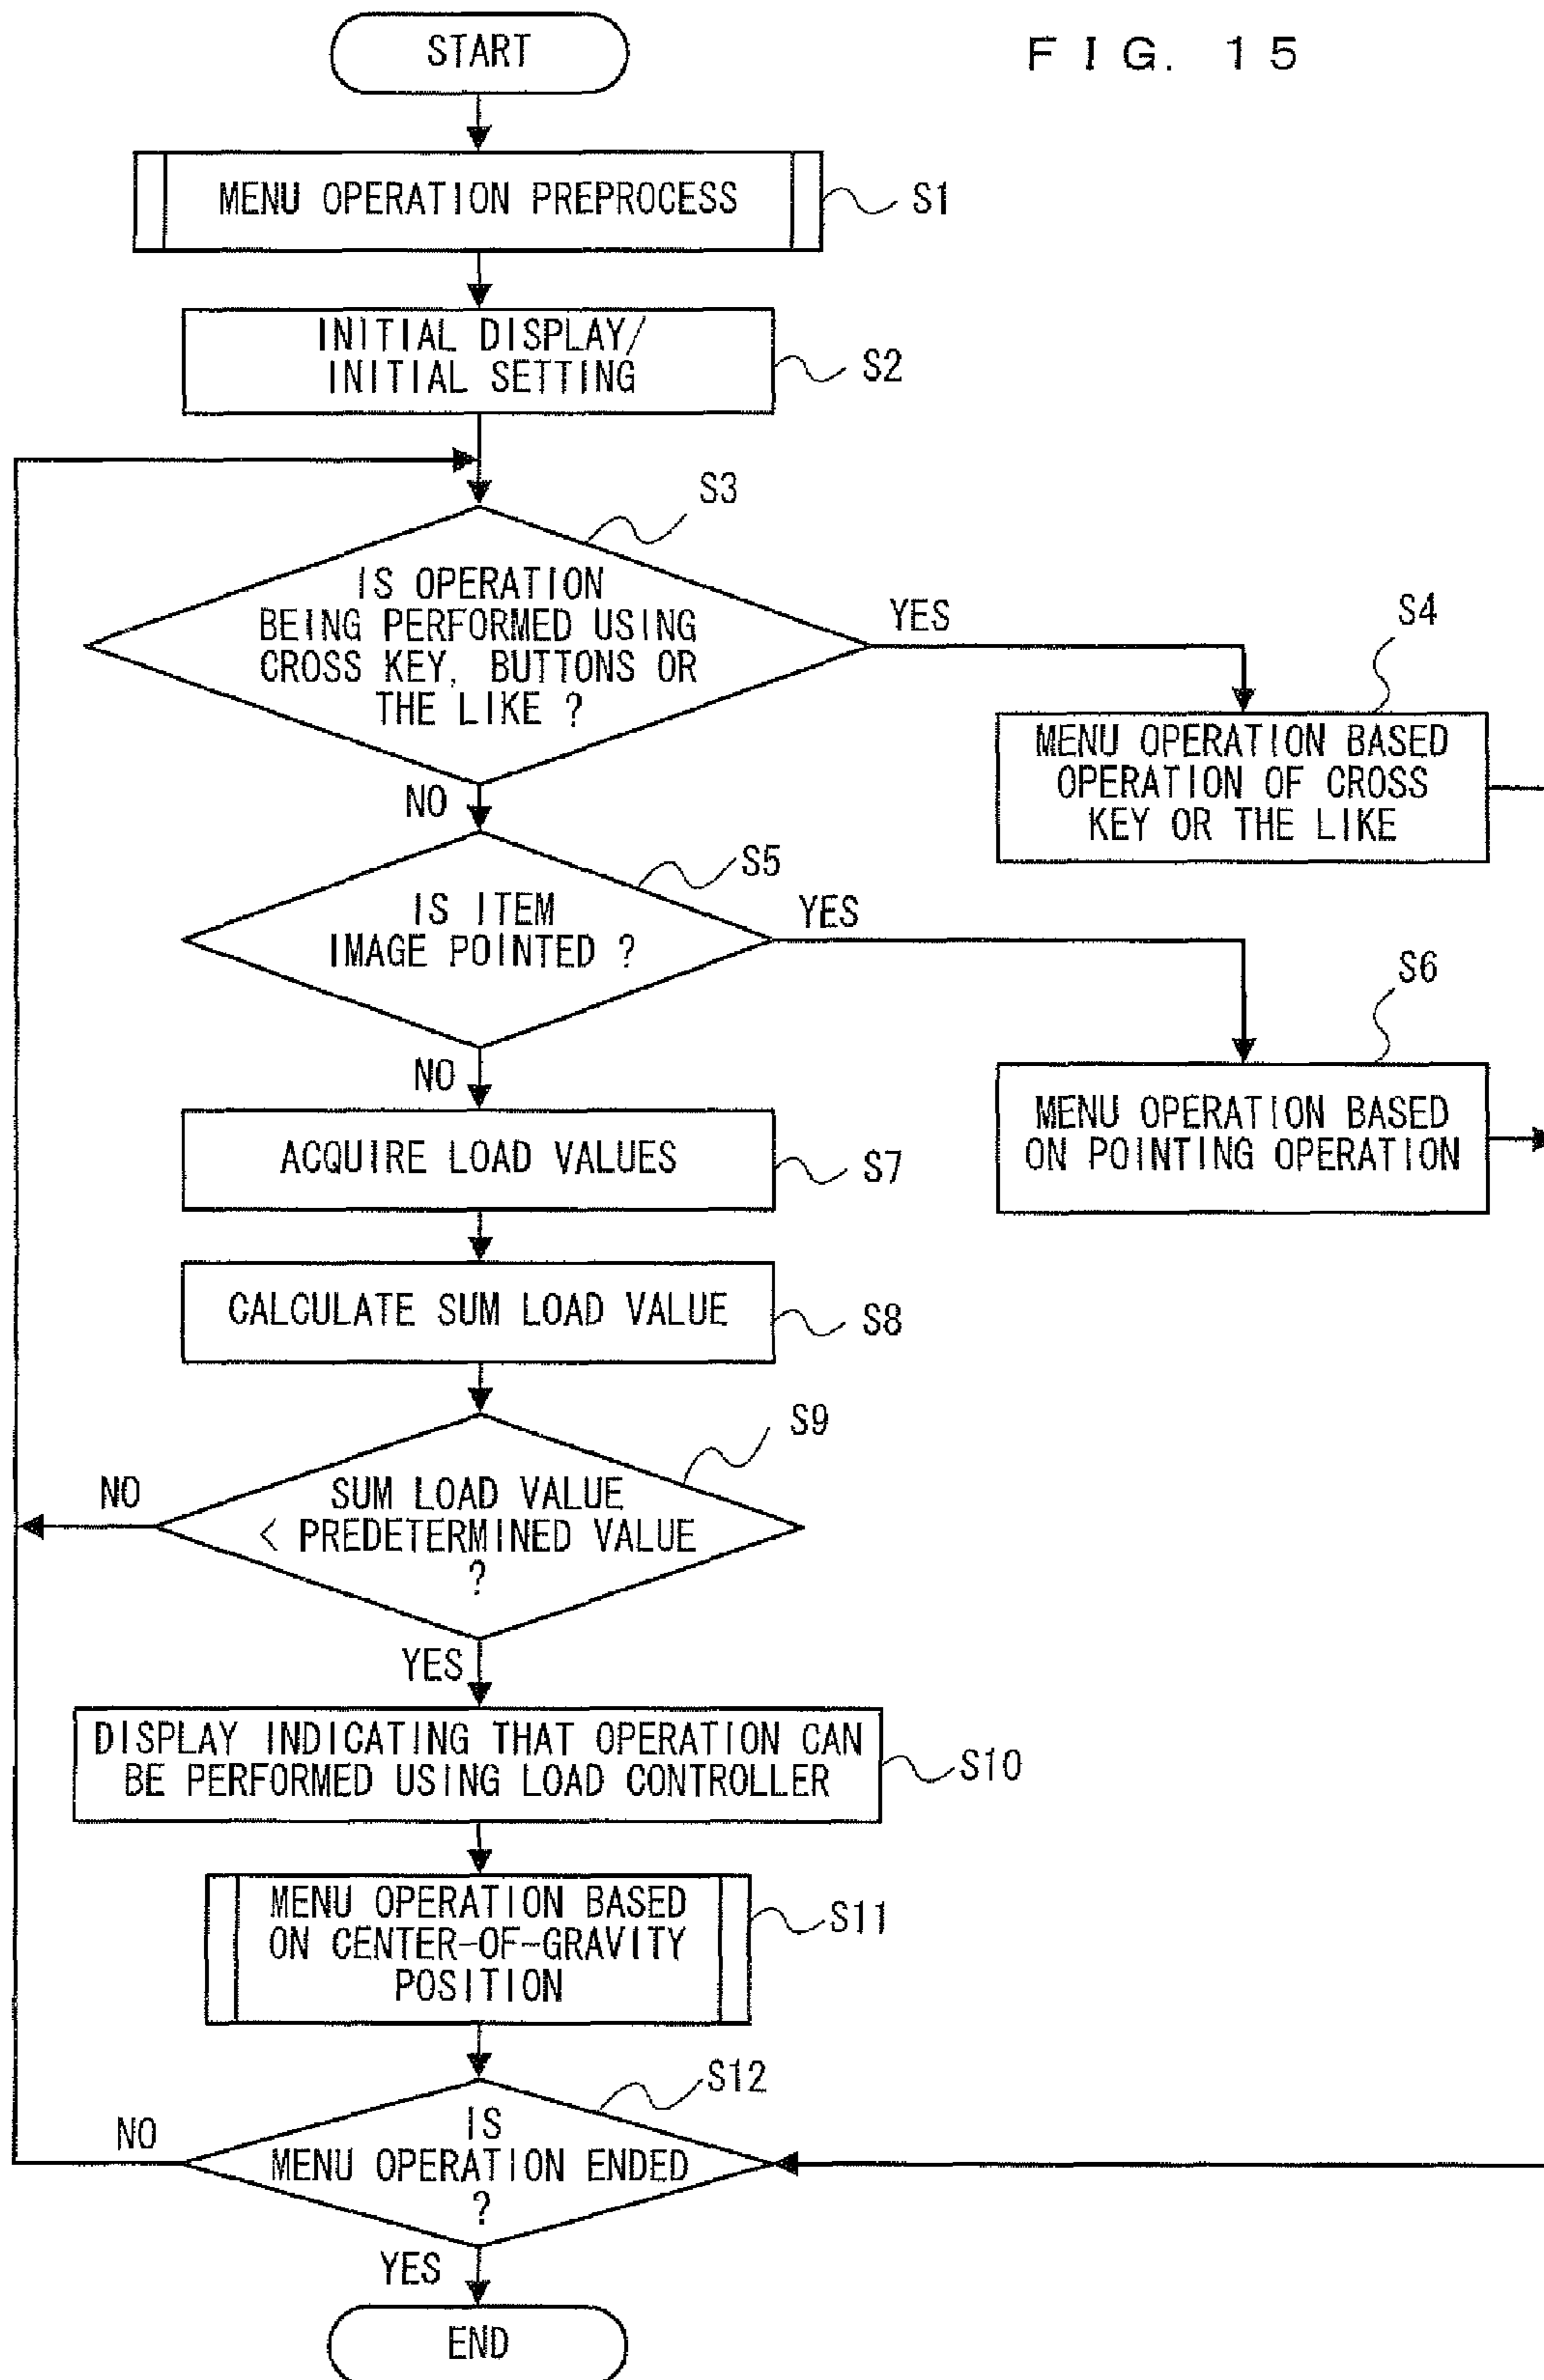 START
F I G. 1 5
MENU OPERATION PREPROCESS
S1
INITIAL DISPLAY/
INITIAL SETTING
S2
S3
IS OPERATION
BEING PERFORMED USING
CROSS KEY, BUTTONS OR
THE LIKE ?
YES
S4
MENU OPERATION BASED
OPERATION OF CROSS
KEY OR THE LIKE
NO
S5
IS ITEM
IMAGE POINTED ?
YES
S6
MENU OPERATION BASED
ON POINTING OPERATION
NO
ACQUIRE LOAD VALUES
S7
CALCULATE SUM LOAD VALUE
S8
S9
NO
SUM LOAD VALUE
< PREDETERMINED VALUE
?
YES
DISPLAY INDICATING THAT OPERATION CAN
BE PERFORMED USING LOAD CONTROLLER
S10
MENU OPERATION BASED
ON CENTER-OF-GRAVITY
POSITION
S11
S12
NO
IS
MENU OPERATION ENDED
?
YES
END